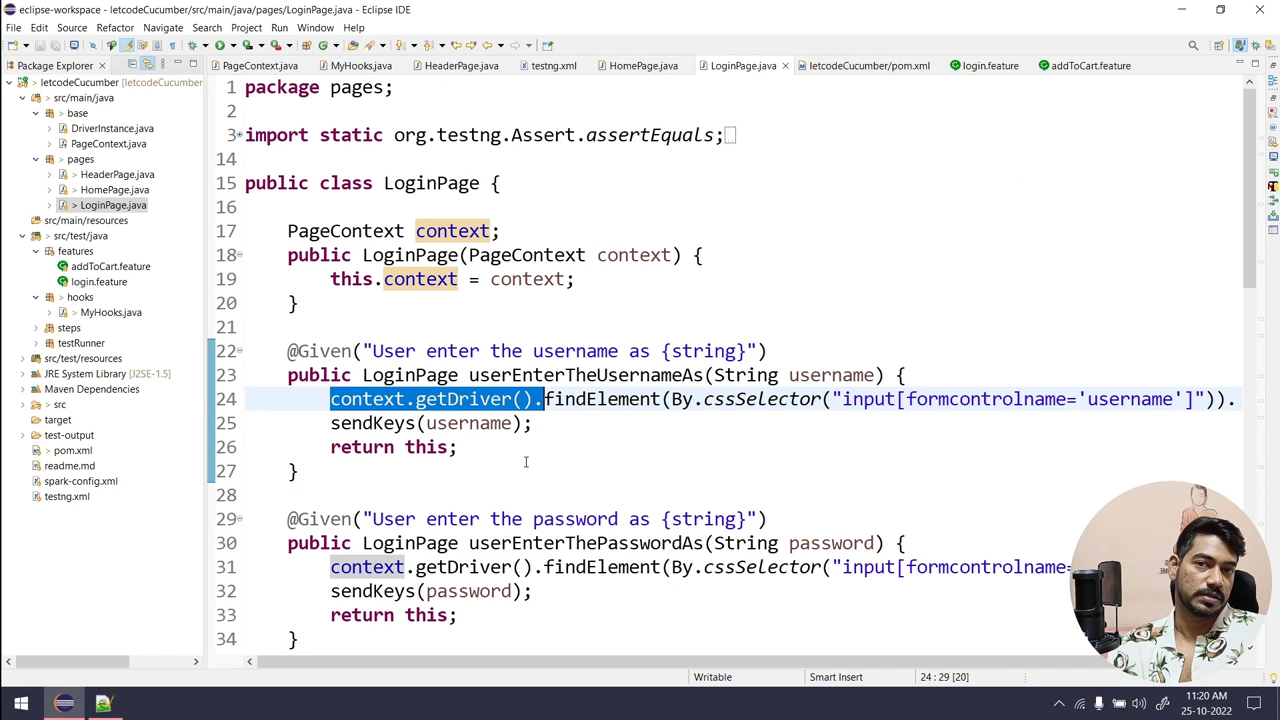 eclipse-workspace - letcodeCucumber/src/main/java/pages/LoginPage.java - Eclipse IDE
File Edit Source Refactor Navigate Search Project Run Window Help
Package Explorer
PageContext.java MyHooks.java HeaderPage.java testng.xml HomePage.java LoginPage.java letcodeCucumber/pom.xml login.feature addToCart.feature
> letcodeCucumber (letcodeCucumber
> src/main/java
> base
DriverInstance.java
PageContext.java
> pages
> HeaderPage.java
> HomePage.java
> LoginPage.java
src/main/resources
> src/test/java
features
addToCart.feature
login.feature
> hooks
> MyHooks.java
steps
testRunner
src/test/resources
JRE System Library [J2SE-1.5]
Maven Dependencies
> src
target
test-output
pom.xml
readme.md
spark-config.xml
testng.xml
1 package pages;
2
3 import static org.testng.Assert.assertEquals;
14
15 public class LoginPage {
16
17 PageContext context;
18 public LoginPage(PageContext context) {
19 this.context = context;
20 }
21
22 @Given("User enter the username as {string}")
23 public LoginPage userEnterTheUsernameAs(String username) {
24 context.getDriver().findElement(By.cssSelector("input[formcontrolname='username']")).
25 sendKeys(username);
26 return this;
27 }
28
29 @Given("User enter the password as {string}")
30 public LoginPage userEnterThePasswordAs(String password) {
31 context.getDriver().findElement(By.cssSelector("input[formcontrolname=
32 sendKeys(password);
33 return this;
34 }
Writable Smart Insert 24 : 29 [20]
11:20 AM
25-10-2022